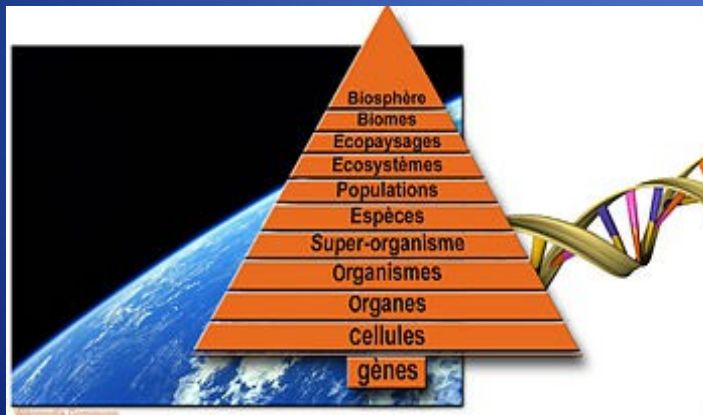 Biosphère
Biomes
Ecopaysages
Ecosystèmes
Populations
Espèces
Super-organisme
Organismes
Organes
Cellules
gènes